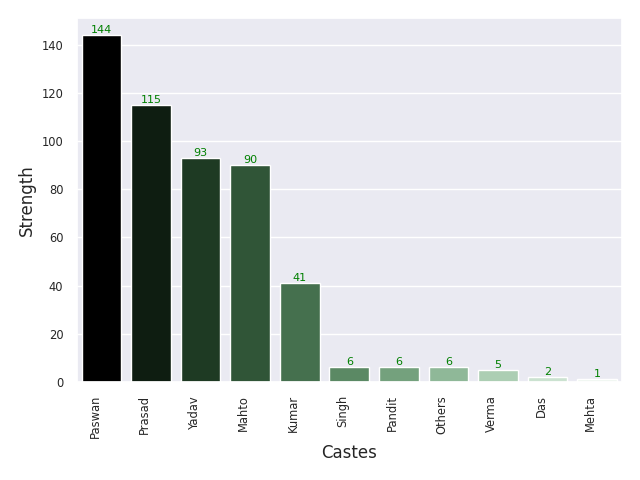 144
115
93
90
41
6
6
6
5
2
1
140
120
100
80
60
40
20
0
Strength
Paswan
Prasad
Yadav
Mahto
Kumar
Singh
Pandit
Others
Verma
Das
Mehta
Castes